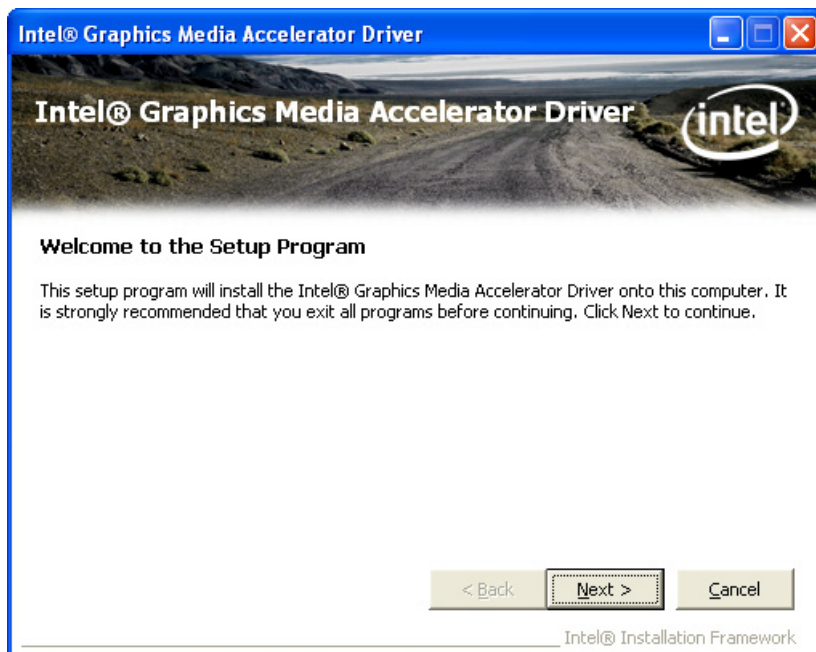 Intel® Graphics Media Accelerator Driver
Intel® Graphics Media Accelerator Driver
intel
Welcome to the Setup Program
This setup program will install the Intel® Graphics Media Accelerator Driver onto this computer. It
is strongly recommended that you exit all programs before continuing. Click Next to continue.
< Back Next > Cancel
Intel® Installation Framework